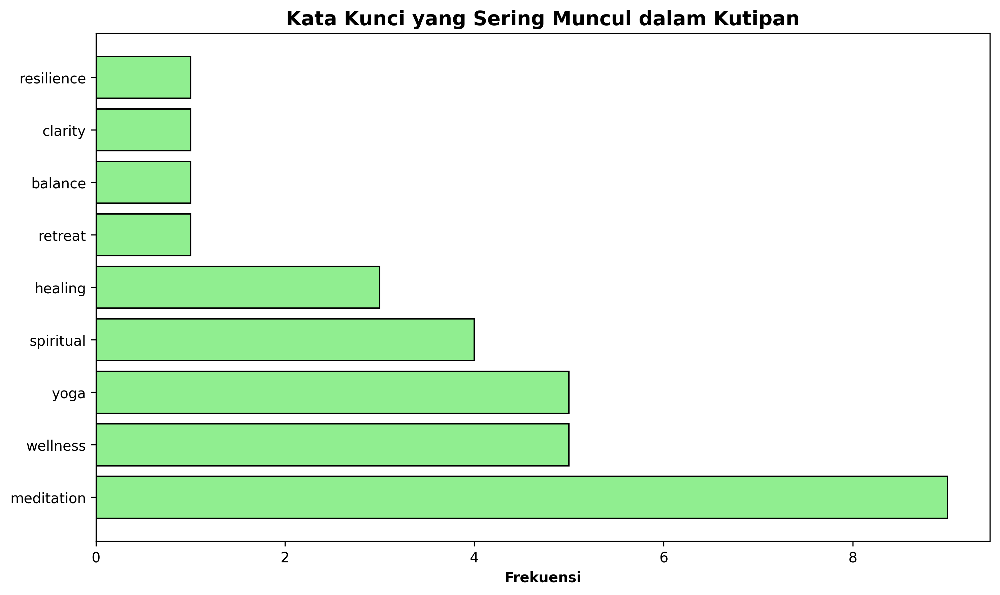 Kata Kunci yang Sering Muncul dalam Kutipan
resilience
clarity
balance
retreat
healing
spiritual
yoga
wellness
meditation
0 2 4 6 8
Frekuensi